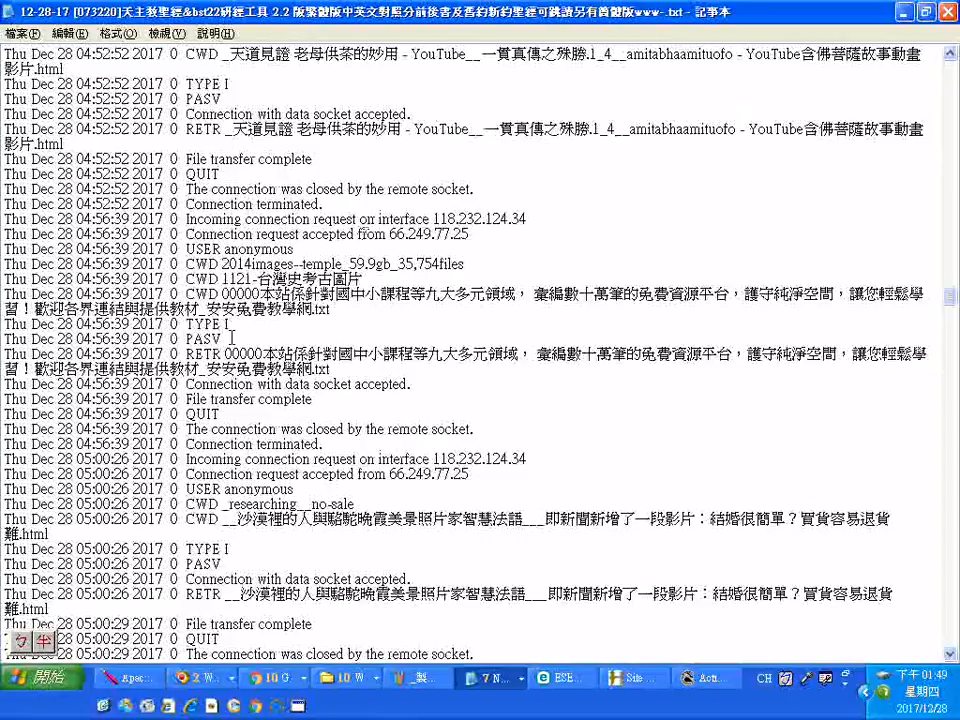 12-28-17 [073220]天主教聖經&bst22研經工具 2.2 版繁體版中英文對照分前後書及舊約新約聖經可跳讀另有簡體版www-.txt - 記事本
檔案(F) 編輯(E) 格式(O) 檢視(V) 說明(H)
Thu Dec 28 04:52:52 2017 0 CWD _天道見證 老母供茶的妙用 - YouTube__一貫真傳之殊勝.1_4__amitabhaamituofo - YouTube含佛菩薩故事動畫
影片.html
Thu Dec 28 04:52:52 2017 0 TYPE I
Thu Dec 28 04:52:52 2017 0 PASV
Thu Dec 28 04:52:52 2017 0 Connection with data socket accepted.
Thu Dec 28 04:52:52 2017 0 RETR _天道見證 老母供茶的妙用 - YouTube__一貫真傳之殊勝.1_4__amitabhaamituofo - YouTube含佛菩薩故事動畫
影片.html
Thu Dec 28 04:52:52 2017 0 File transfer complete
Thu Dec 28 04:52:52 2017 0 QUIT
Thu Dec 28 04:52:52 2017 0 The connection was closed by the remote socket.
Thu Dec 28 04:52:52 2017 0 Connection terminated.
Thu Dec 28 04:56:39 2017 0 Incoming connection request on interface 118.232.124.34
Thu Dec 28 04:56:39 2017 0 Connection request accepted from 66.249.77.25
Thu Dec 28 04:56:39 2017 0 USER anonymous
Thu Dec 28 04:56:39 2017 0 CWD 2014images--temple_59.9gb_35,754files
Thu Dec 28 04:56:39 2017 0 CWD 1121-台灣史考古圖片
Thu Dec 28 04:56:39 2017 0 CWD 00000本站係針對國中小課程等九大多元領域， 彙編數十萬筆的免費資源平台，護守純淨空間，讓您輕鬆學
習！歡迎各界連結與提供教材_安安免費教學網.txt
Thu Dec 28 04:56:39 2017 0 TYPE I
Thu Dec 28 04:56:39 2017 0 PASV
Thu Dec 28 04:56:39 2017 0 RETR 00000本站係針對國中小課程等九大多元領域， 彙編數十萬筆的免費資源平台，護守純淨空間，讓您輕鬆學
習！歡迎各界連結與提供教材_安安免費教學網.txt
Thu Dec 28 04:56:39 2017 0 Connection with data socket accepted.
Thu Dec 28 04:56:39 2017 0 File transfer complete
Thu Dec 28 04:56:39 2017 0 QUIT
Thu Dec 28 04:56:39 2017 0 The connection was closed by the remote socket.
Thu Dec 28 04:56:39 2017 0 Connection terminated.
Thu Dec 28 05:00:26 2017 0 Incoming connection request on interface 118.232.124.34
Thu Dec 28 05:00:26 2017 0 Connection request accepted from 66.249.77.25
Thu Dec 28 05:00:26 2017 0 USER anonymous
Thu Dec 28 05:00:26 2017 0 CWD _researching__no-sale
Thu Dec 28 05:00:26 2017 0 CWD __沙漠裡的人與駱駝晚霞美景照片家智慧法語___即新聞新增了一段影片：結婚很簡單？買貨容易退貨
難.html
Thu Dec 28 05:00:26 2017 0 TYPE I
Thu Dec 28 05:00:26 2017 0 PASV
Thu Dec 28 05:00:26 2017 0 Connection with data socket accepted.
Thu Dec 28 05:00:26 2017 0 RETR __沙漠裡的人與駱駝晚霞美景照片家智慧法語___即新聞新增了一段影片：結婚很簡單？買貨容易退貨
難.html
Thu Dec 28 05:00:29 2017 0 File transfer complete
Thu Dec 28 05:00:29 2017 0 QUIT
Thu Dec 28 05:00:29 2017 0 The connection was closed by the remote socket.
ㄅ 半
開始 Apac... 2 W... 10 G... 10 W... _製... 7 N... ESE... Site ... Acti... CH 下午 01:49
星期四
2017/12/28